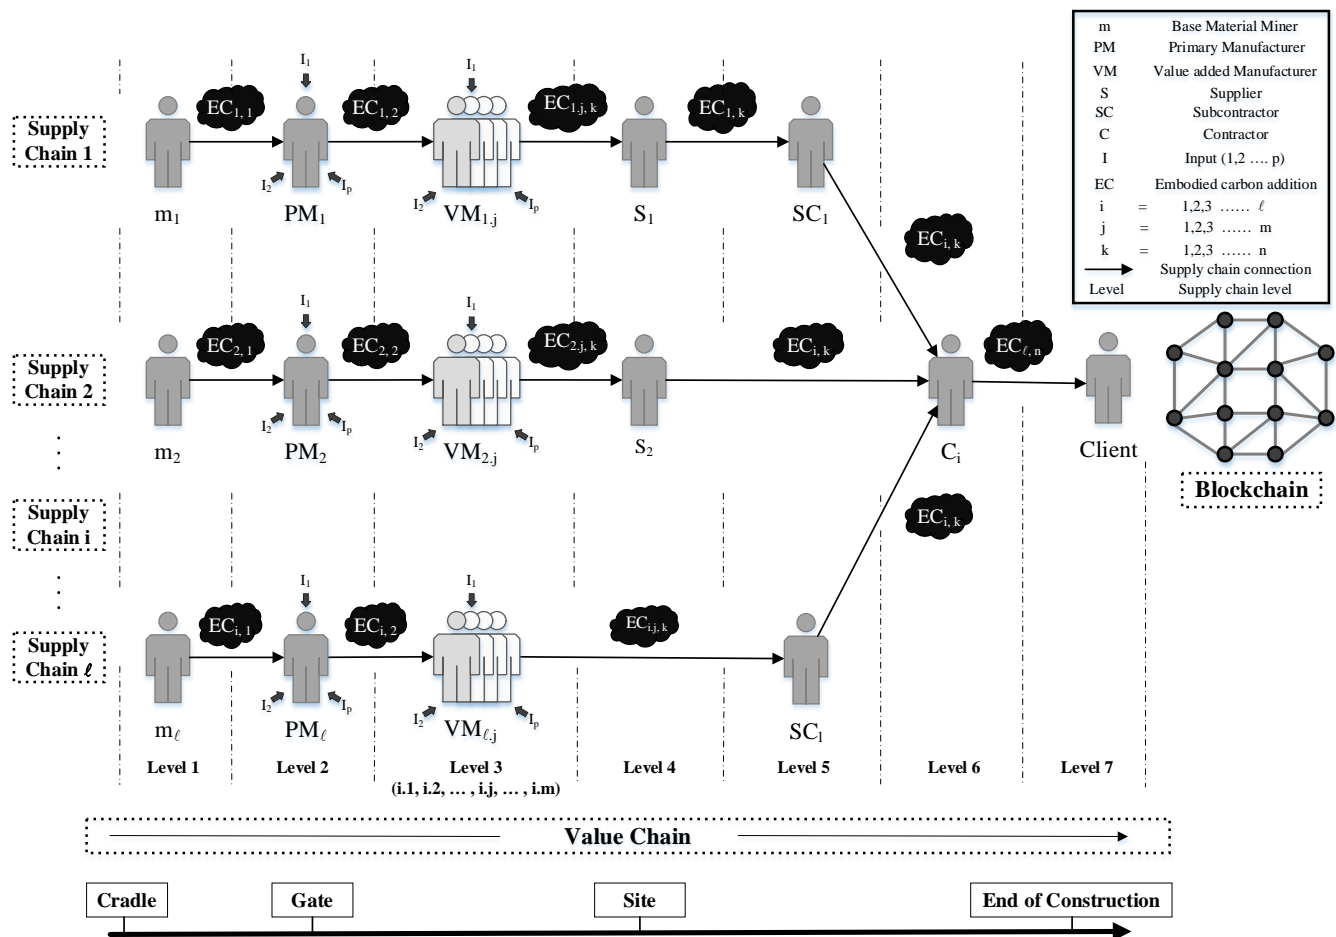 m Base Material Miner
PM Primary Manufacturer
VM Value added Manufacturer
S Supplier
SC Subcontractor
C Contractor
I Input (1,2 .... p)
EC Embodied carbon addition
i = 1,2,3 ...... ℓ
j = 1,2,3 ...... m
k = 1,2,3 ...... n
Supply chain connection
Level Supply chain level
I₁ I₁
EC₁, ₁ EC₁, ₂ EC₁.j, k EC₁, k
Supply
Chain 1
I₂ Iₚ I₂ Iₚ
m₁ PM₁ VM₁.j S₁ SC₁
ECi, k
I₁ I₁
EC₂, ₁ EC₂, ₂ EC₂.j, k ECi, k ECℓ, n
Supply
Chain 2
I₂ Iₚ I₂ Iₚ
m₂ PM₂ VM₂.j S₂ Ci Client
Blockchain
.
.
.
Supply
Chain i
ECi, k
.
.
.
I₁ I₁
ECi, ₁ ECi, ₂ ECi.j, k
Supply
Chain ℓ
I₂ Iₚ I₂ Iₚ
mℓ PMℓ VMℓ.j SCl
Level 1 Level 2 Level 3 Level 4 Level 5 Level 6 Level 7
(i.1, i.2, … , i.j, … , i.m)
Value Chain
Cradle Gate Site End of Construction